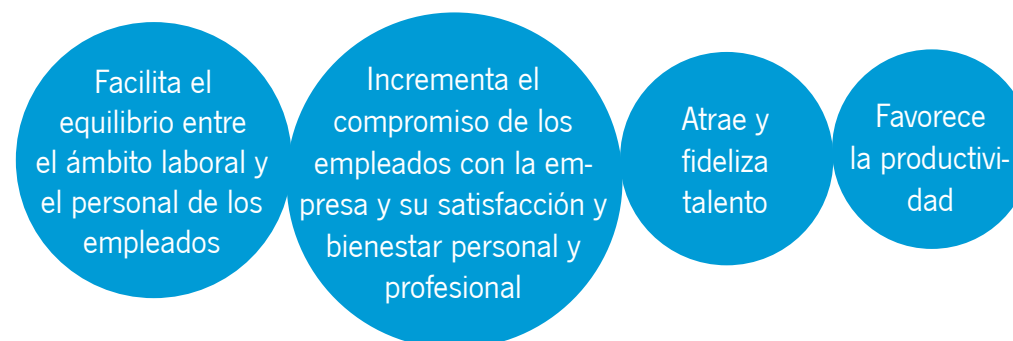 Facilita el
equilibrio entre
el ámbito laboral y
el personal de los
empleados
Incrementa el
compromiso de los
empleados con la em-
presa y su satisfacción y
bienestar personal y
profesional
Atrae y
fideliza
talento
Favorece
la productivi-
dad